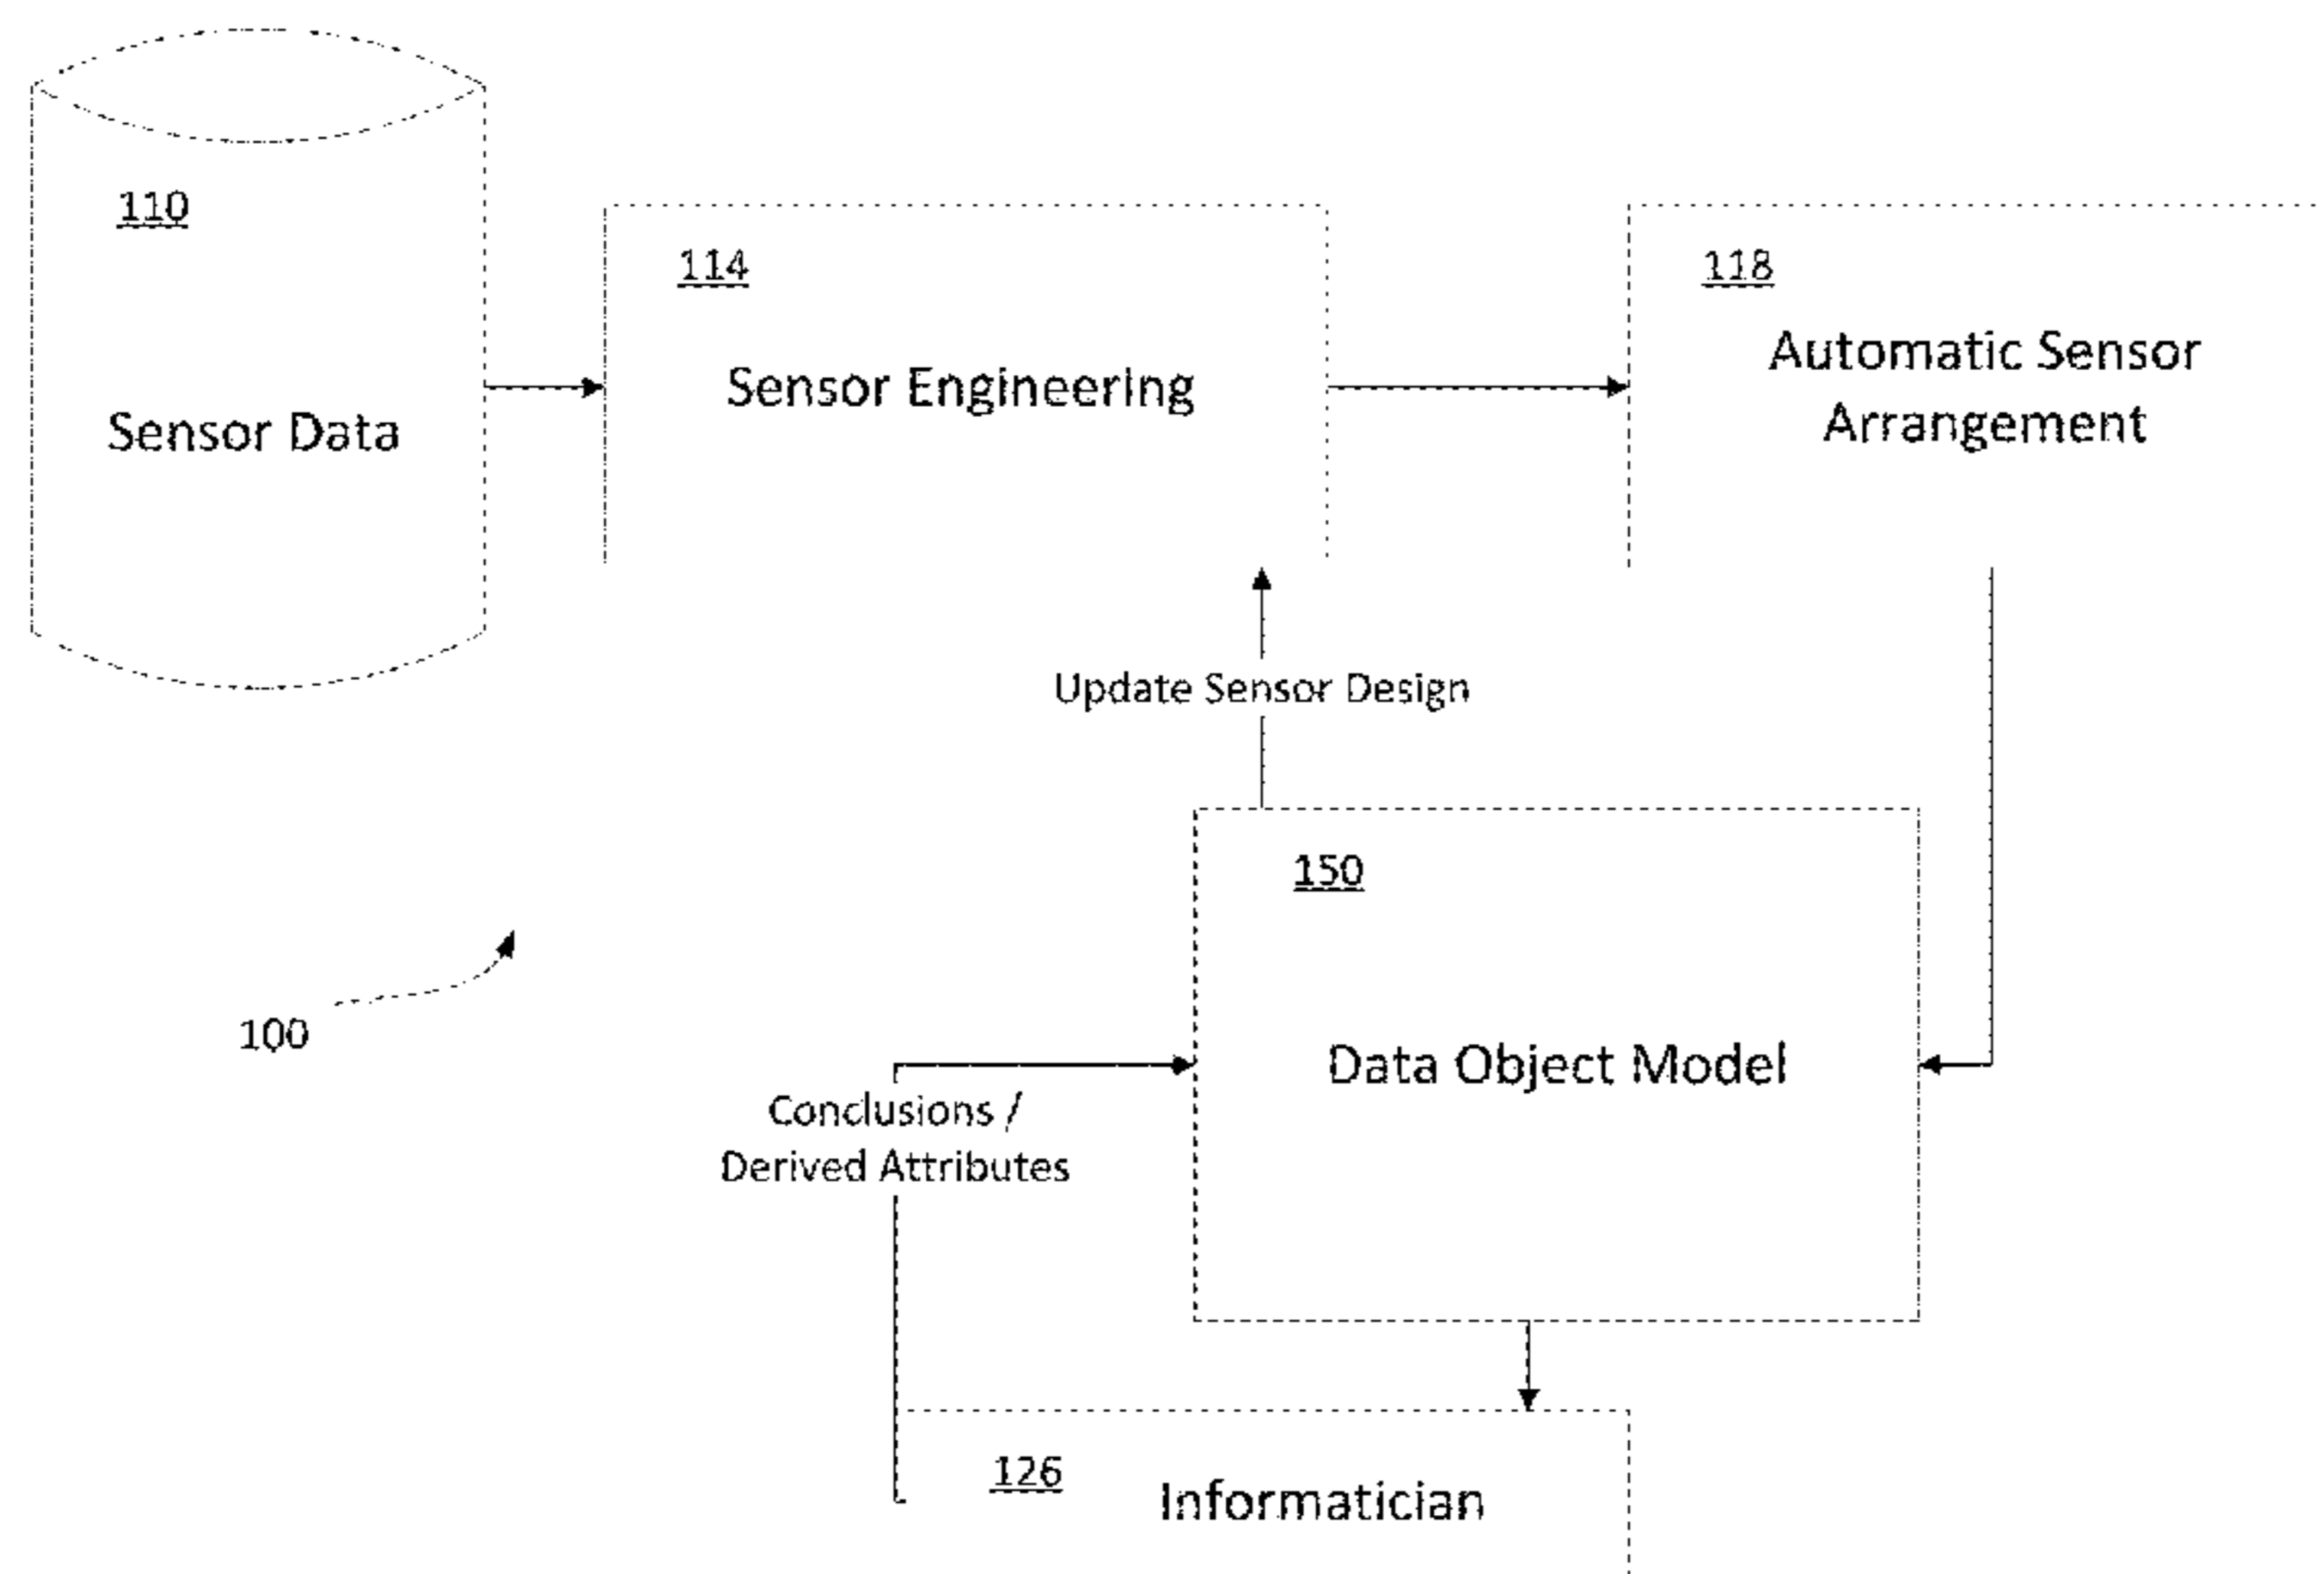 110
Sensor Data
114
Sensor Engineering
118
Automatic Sensor
Arrangement
Update Sensor Design
150
Data Object Model
100
Conclusions /
Derived Attributes
126
Informatician